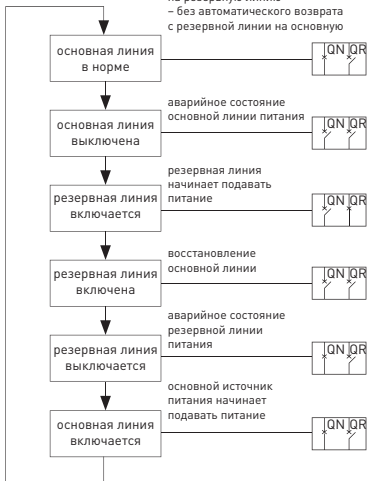 на резервную линию
– без автоматического возврата
с резервной линии на основную
основная линия
в норме
QN QR
аварийное состояние
основной линии питания
основная линия
выключена
QN QR
резервная линия
начинает подавать
питание
резервная линия
включается
QN QR
восстановление
основной линии
резервная линия
включена
QN QR
аварийное состояние
резервной линии
питания
резервная линия
выключается
QN QR
основной источник
питания начинает
подавать питание
основная линия
включается
QN QR